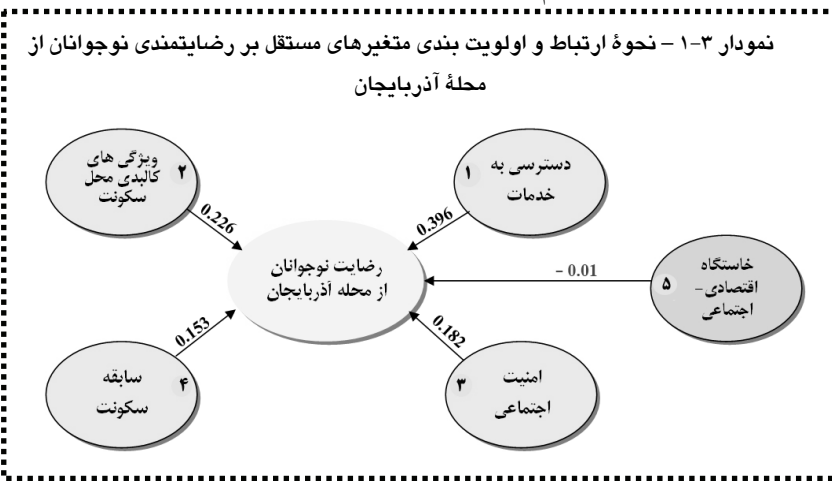 نمودار ۳-۱ – نحوۀ ارتباط و اولویت بندی متغیرهای مستقل بر رضایتمندی نوجوانان از
محلۀ آذربایجان
دسترسی به
خدمات
۱
ویژگی های
کالبدی محل
سکونت
۲
0.396
0.226
رضایت نوجوانان
از محله آذربایجان
خاستگاه
اقتصادی-
اجتماعی
۵
- 0.01
0.182
0.153
امنیت
اجتماعی
۳
سابقه
سکونت
۴